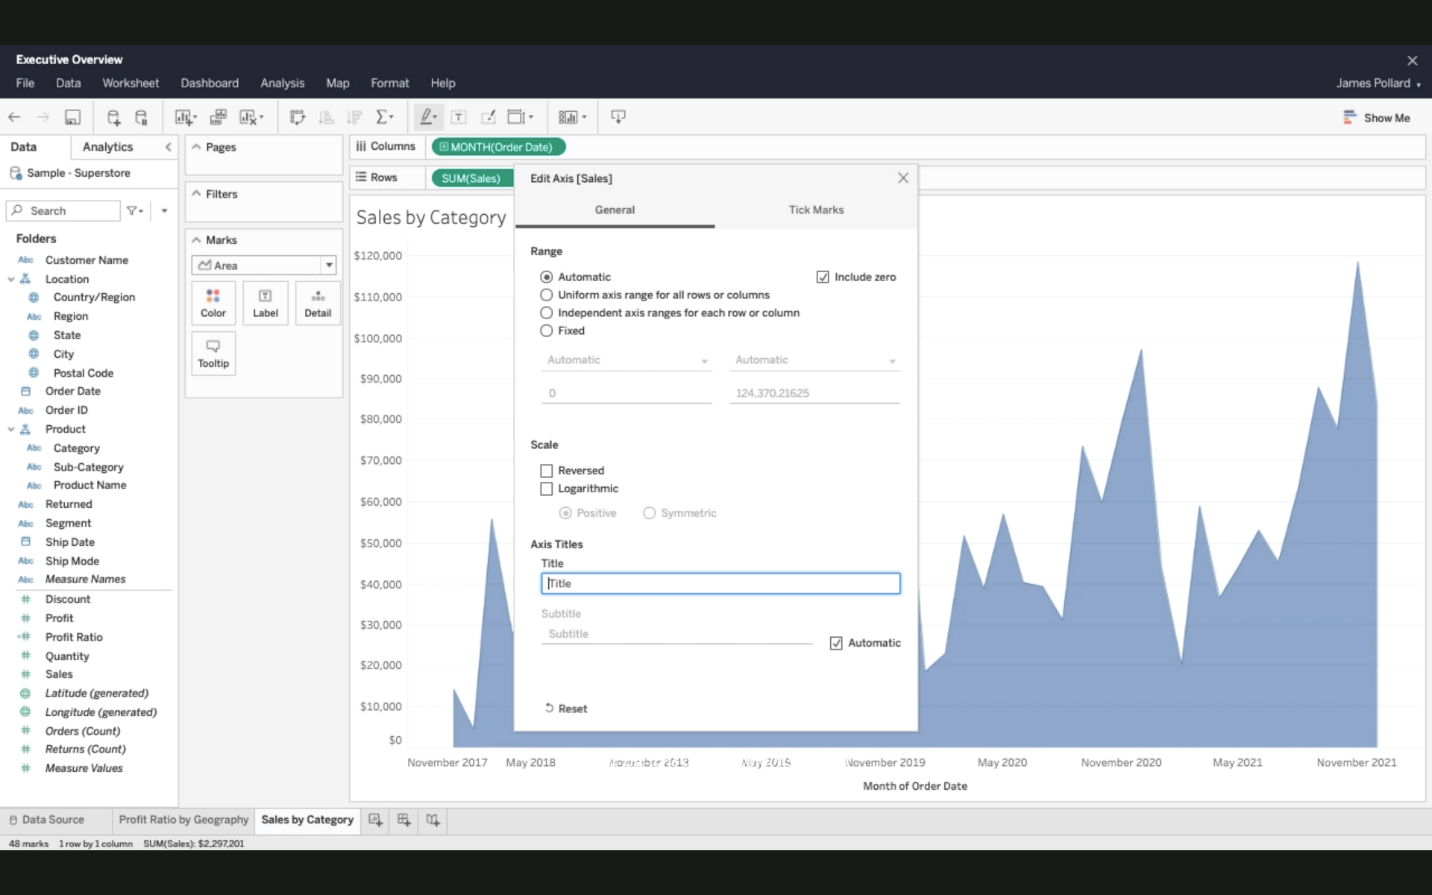 Executive Overview
File Data Worksheet Dashboard Analysis Map Format Help
James Pollard
Show Me
Data Analytics
Sample - Superstore
Search
Folders
Abc Customer Name
Location
Country/Region
Abc Region
State
City
Postal Code
Order Date
Abc Order ID
Product
Abc Category
Abc Sub-Category
Abc Product Name
Abc Returned
Abc Segment
Ship Date
Abc Ship Mode
Abc Measure Names
Discount
Profit
Profit Ratio
Quantity
Sales
Latitude (generated)
Longitude (generated)
Orders (Count)
Returns (Count)
Measure Values
Pages
Filters
Marks
Area
Color Label Detail
Tooltip
Columns MONTH(Order Date)
Rows SUM(Sales)
Sales by Category
$120,000
$110,000
$100,000
$90,000
$80,000
$70,000
$60,000
$50,000
$40,000
$30,000
$20,000
$10,000
$0
Edit Axis [Sales]
General Tick Marks
Range
Automatic Include zero
Uniform axis range for all rows or columns
Independent axis ranges for each row or column
Fixed
Automatic Automatic
0 124,370.21625
Scale
Reversed
Logarithmic
Positive Symmetric
Axis Titles
Title
Title
Subtitle
Subtitle
Automatic
Reset
November 2017 May 2018 November 2019 May 2020 November 2020 May 2021 November 2021
Month of Order Date
Data Source Profit Ratio by Geography Sales by Category
48 marks 1 row by 1 column SUM(Sales): $2,297,201